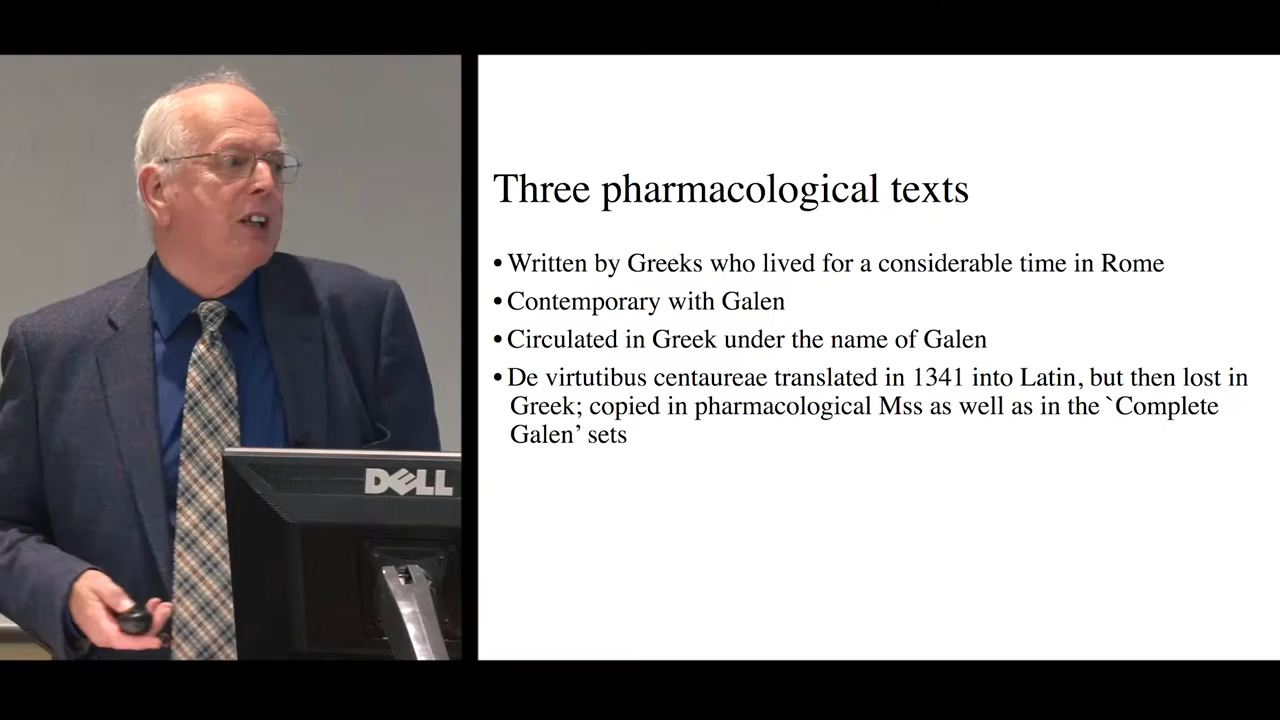 Three pharmacological texts
• Written by Greeks who lived for a considerable time in Rome
• Contemporary with Galen
• Circulated in Greek under the name of Galen
• De virtutibus centaureae translated in 1341 into Latin, but then lost in
Greek; copied in pharmacological Mss as well as in the `Complete
Galen’ sets
DELL